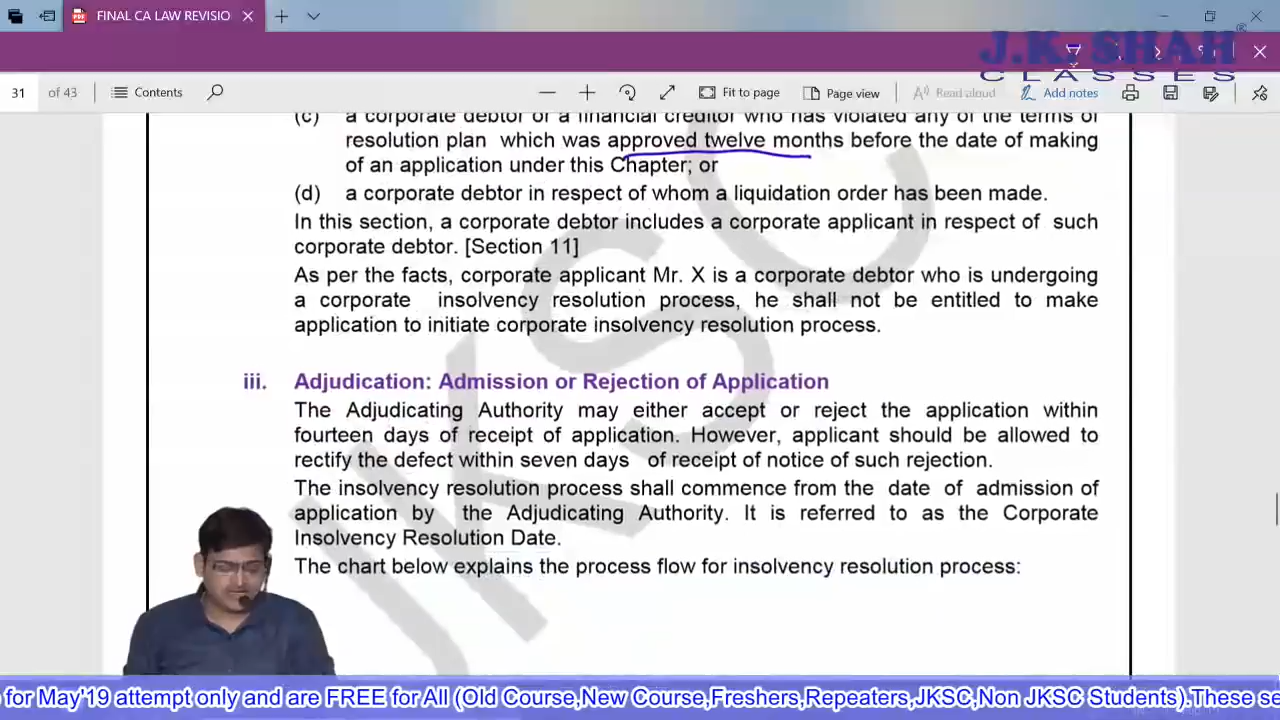 FINAL CA LAW REVISIO
J.K. SHAH
CLASSES
31 of 43 Contents Fit to page Page view Read aloud Add notes
(c) a corporate debtor or a financial creditor who has violated any of the terms of
resolution plan which was approved twelve months before the date of making
of an application under this Chapter; or
(d) a corporate debtor in respect of whom a liquidation order has been made.
In this section, a corporate debtor includes a corporate applicant in respect of such
corporate debtor. [Section 11]
As per the facts, corporate applicant Mr. X is a corporate debtor who is undergoing
a corporate insolvency resolution process, he shall not be entitled to make
application to initiate corporate insolvency resolution process.
iii. Adjudication: Admission or Rejection of Application
The Adjudicating Authority may either accept or reject the application within
fourteen days of receipt of application. However, applicant should be allowed to
rectify the defect within seven days of receipt of notice of such rejection.
The insolvency resolution process shall commence from the date of admission of
application by the Adjudicating Authority. It is referred to as the Corporate
Insolvency Resolution Date.
The chart below explains the process flow for insolvency resolution process:
JKSC
for May'19 attempt only and are FREE for All (Old Course,New Course,Freshers,Repeaters,JKSC,Non JKSC Students).These se